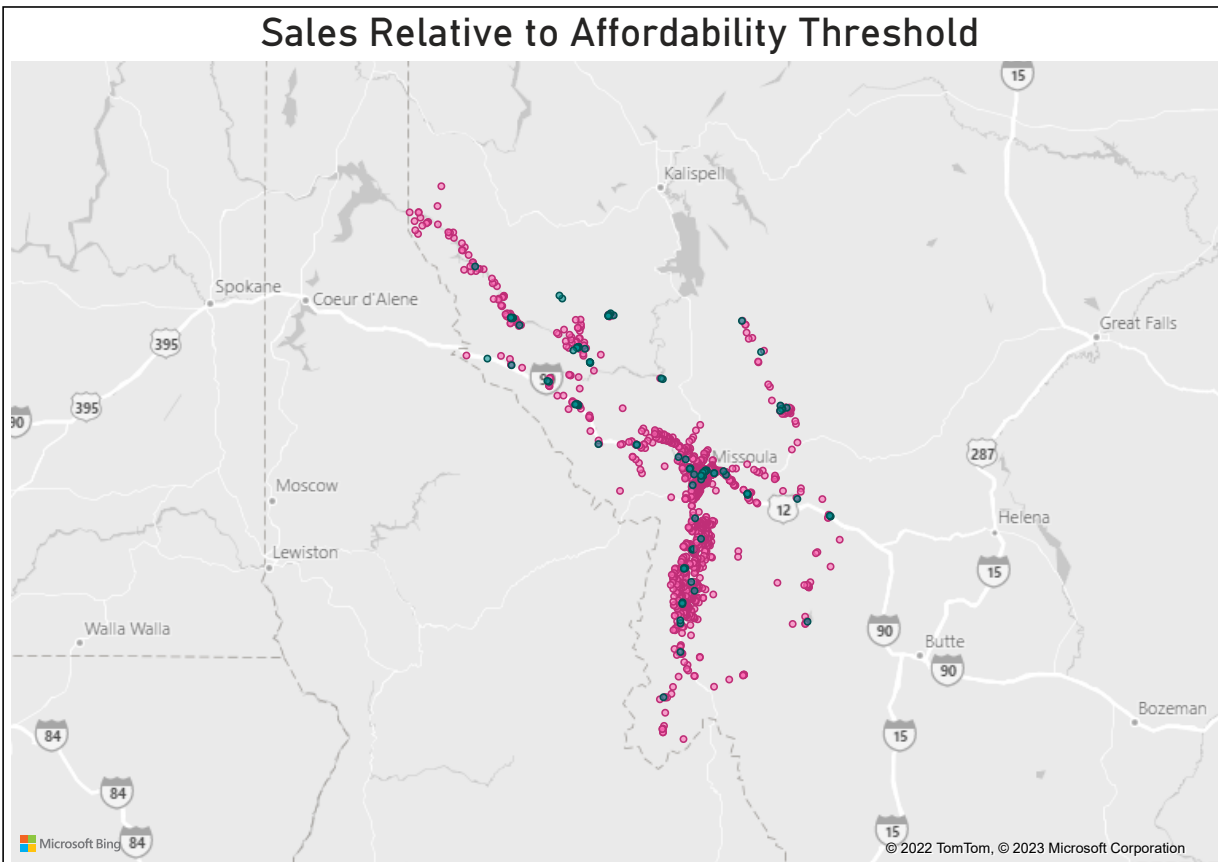 Sales Relative to Affordability Threshold
15
Kalispell
Spokane
Coeur d'Alene
395
Great Falls
90
395
90
Missoula
287
Moscow
12
Helena
Lewiston
15
Walla Walla
90
Butte
90
Bozeman
84
15
84
15
Microsoft Bing
84
© 2022 TomTom, © 2023 Microsoft Corporation